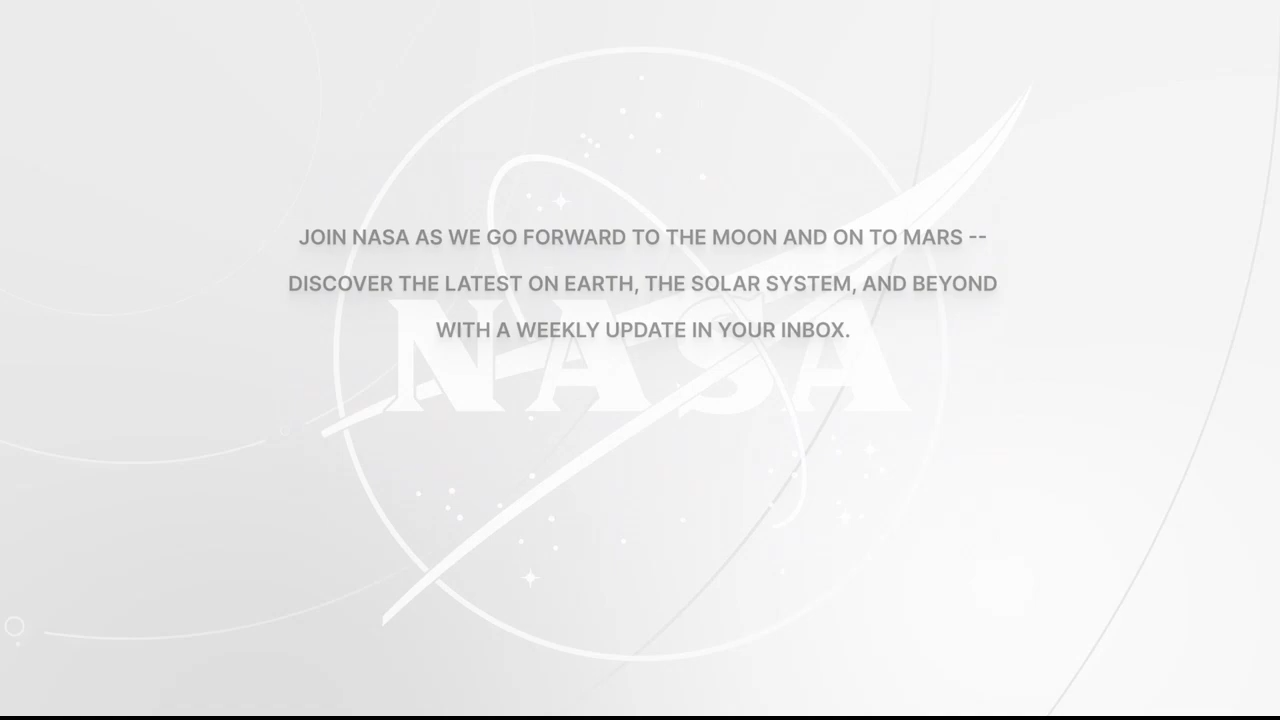 JOIN NASA AS WE GO FORWARD TO THE MOON AND ON TO MARS --
DISCOVER THE LATEST ON EARTH, THE SOLAR SYSTEM, AND BEYOND
WITH A WEEKLY UPDATE IN YOUR INBOX.
NASA